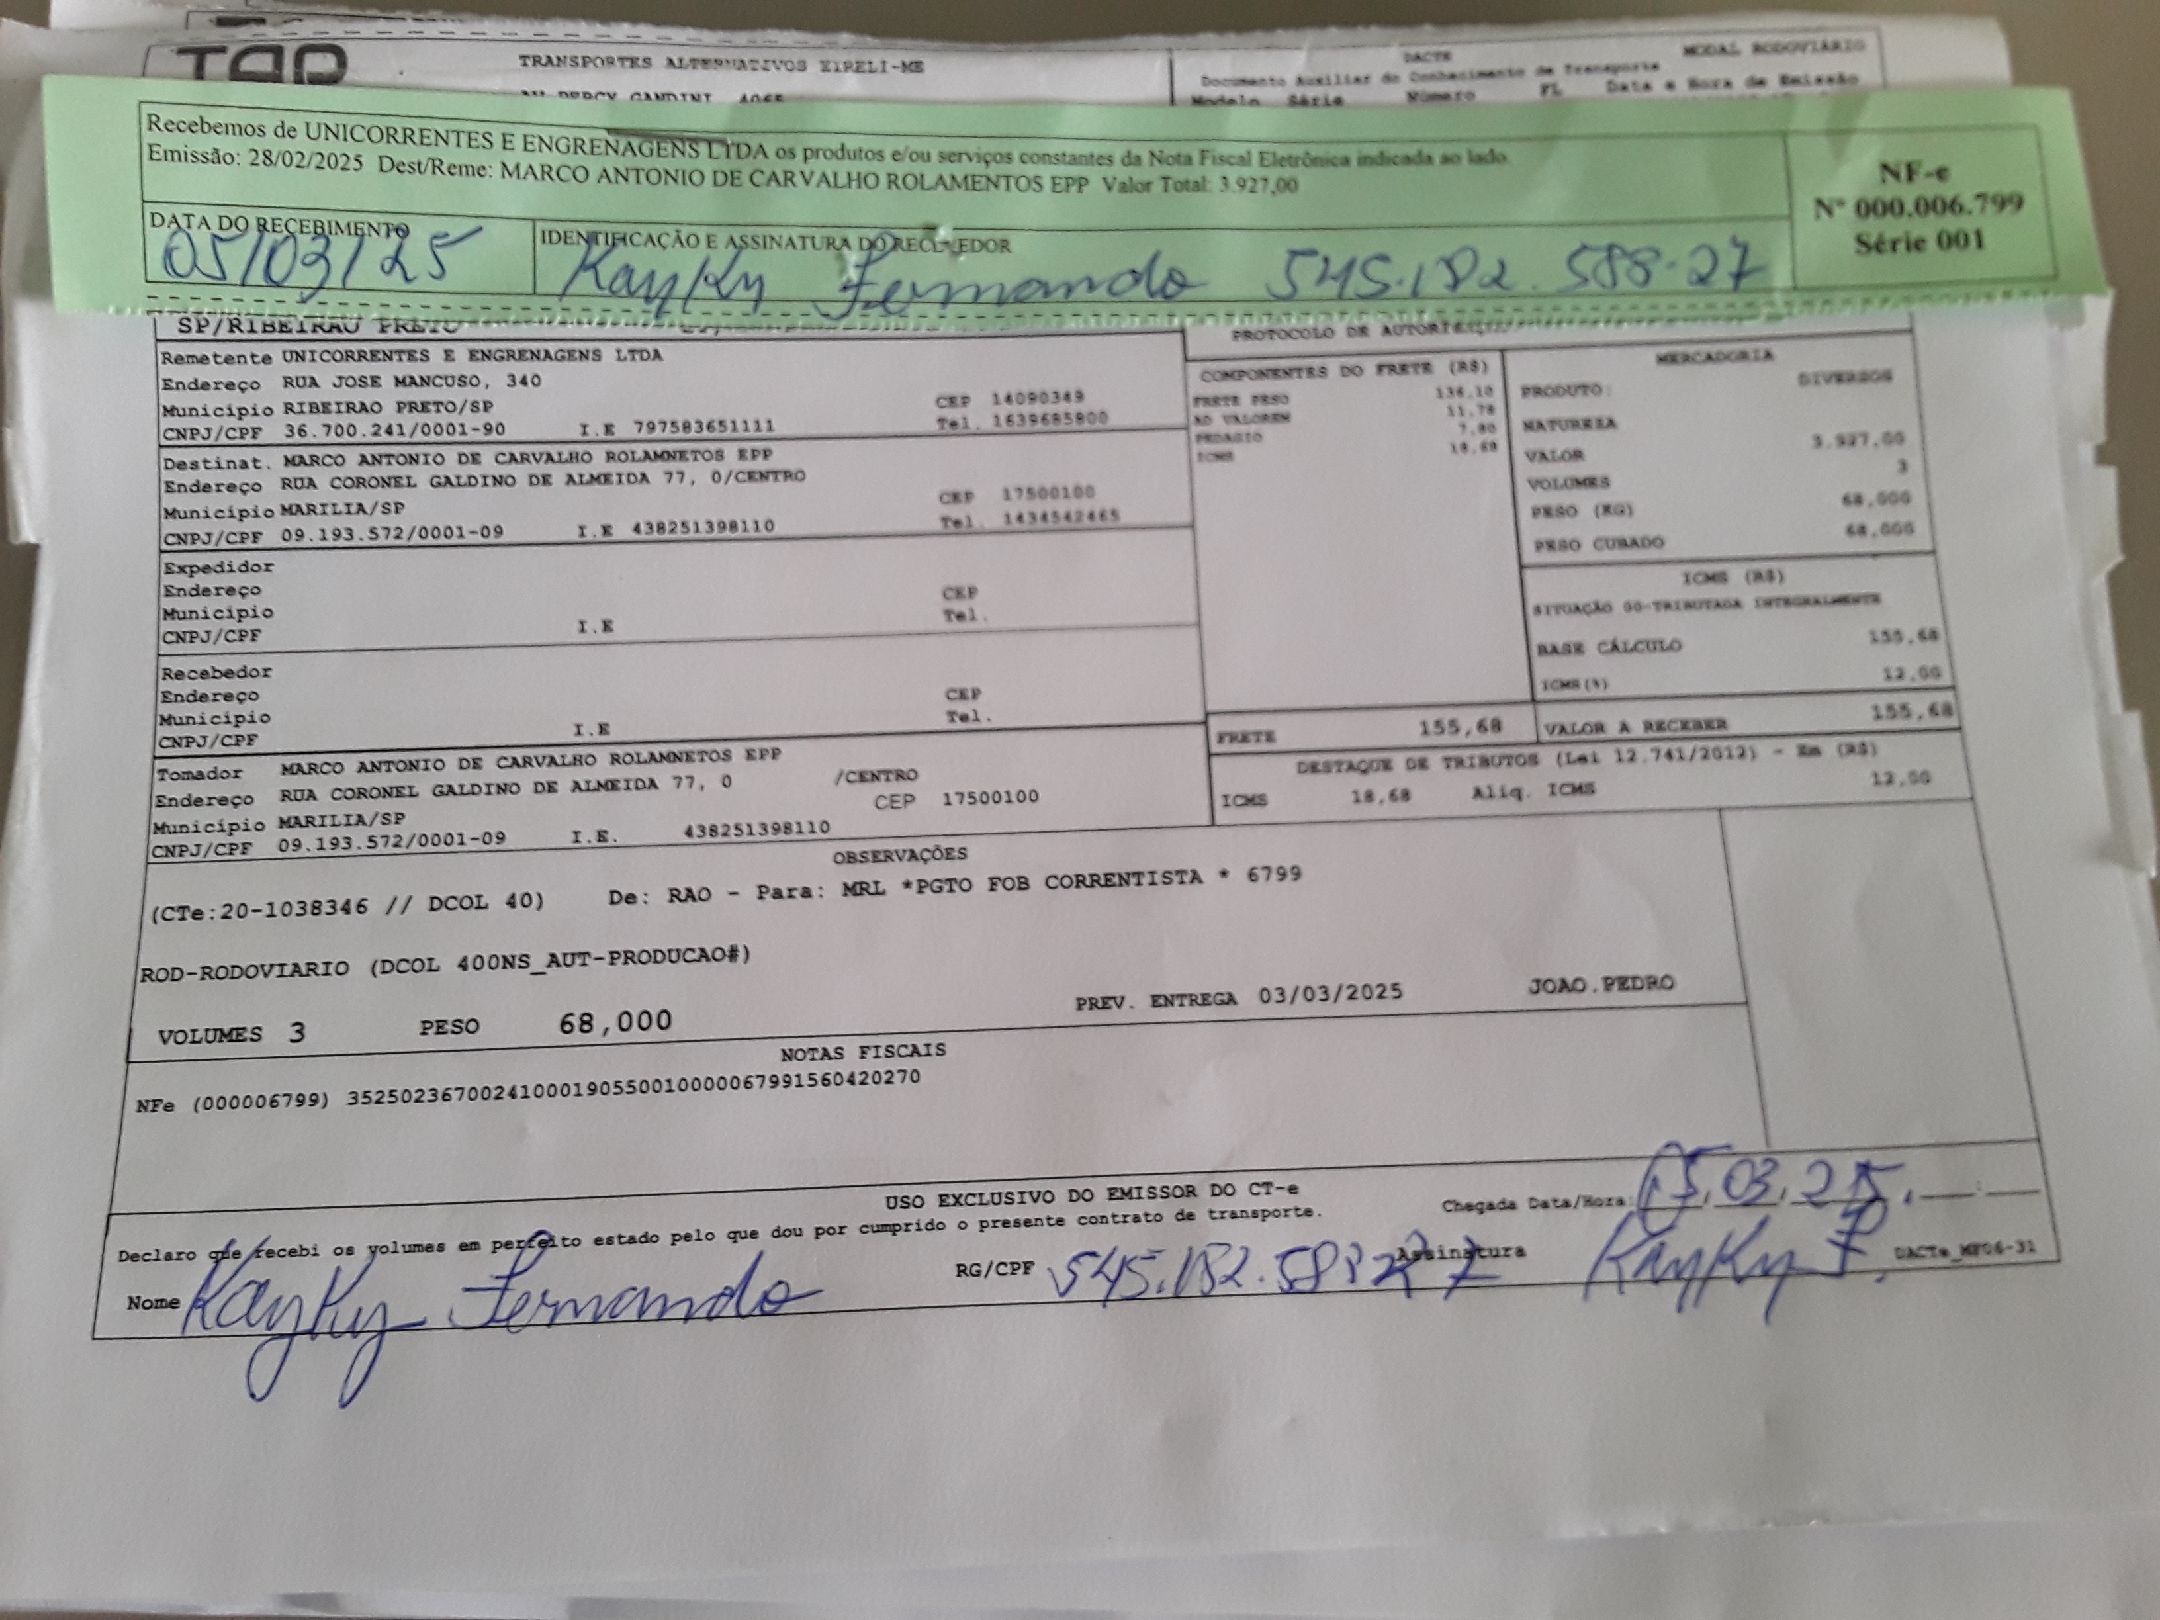 TAP
TRANSPORTES ALTERNATIVOS EIRELI-ME
DACTE
MODAL RODOVIÁRIO
Documento Auxiliar do Conhecimento de Transporte
Modelo Série Número FL Data e Hora de Emissão
Recebemos de UNICORRENTES E ENGRENAGENS LTDA os produtos e/ou serviços constantes da Nota Fiscal Eletrônica indicada ao lado.
Emissão: 28/02/2025 Dest/Reme: MARCO ANTONIO DE CARVALHO ROLAMENTOS EPP Valor Total: 3.927,00
NF-e
Nº 000.006.799
Série 001
DATA DO RECEBIMENTO
05/03/25
IDENTIFICAÇÃO E ASSINATURA DO RECEBEDOR
Kayky Fernando 545.182.588-27
SP/RIBEIRAO PRETO
Remetente UNICORRENTES E ENGRENAGENS LTDA
Endereço RUA JOSE MANCUSO, 340
Município RIBEIRAO PRETO/SP CEP 14090349
CNPJ/CPF 36.700.241/0001-90 I.E 797583651111 Tel. 1639685800
Destinat. MARCO ANTONIO DE CARVALHO ROLAMNETOS EPP
Endereço RUA CORONEL GALDINO DE ALMEIDA 77, 0/CENTRO
Município MARILIA/SP CEP 17500100
CNPJ/CPF 09.193.572/0001-09 I.E 438251398110 Tel. 1434542465
Expedidor
Endereço CEP
Município Tel.
CNPJ/CPF I.E
Recebedor
Endereço CEP
Município Tel.
CNPJ/CPF I.E
Tomador MARCO ANTONIO DE CARVALHO ROLAMNETOS EPP
Endereço RUA CORONEL GALDINO DE ALMEIDA 77, 0 /CENTRO
Município MARILIA/SP CEP 17500100
CNPJ/CPF 09.193.572/0001-09 I.E. 438251398110
PROTOCOLO DE
COMPONENTES DO FRETE (R$)
FRETE PESO 136,10
AD VALOREM 11,78
PEDAGIO 7,80
ICMS 18,68
FRETE 155,68
MERCADORIA
PRODUTO: DIVERSOS
NATUREZA
VALOR 3.927,00
VOLUMES 3
PESO (KG) 68,000
PESO CUBADO 68,000
ICMS (R$)
SITUAÇÃO 00-TRIBUTADA INTEGRALMENTE
BASE CÁLCULO 155,68
ICMS(%) 12,00
VALOR A RECEBER 155,68
DESTAQUE DE TRIBUTOS (Lei 12.741/2012) - Em (R$)
ICMS 18,68 Aliq. ICMS 12,00
OBSERVAÇÕES
(CTe:20-1038346 // DCOL 40) De: RAO - Para: MRL *PGTO FOB CORRENTISTA * 6799
ROD-RODOVIARIO (DCOL 400NS_AUT-PRODUCAO#)
VOLUMES 3 PESO 68,000 PREV. ENTREGA 03/03/2025 JOAO.PEDRO
NOTAS FISCAIS
NFe (000006799) 35250236700241000190550010000067991560420270
USO EXCLUSIVO DO EMISSOR DO CT-e
Declaro que recebi os volumes em perfeito estado pelo que dou por cumprido o presente contrato de transporte.
Chegada Data/Hora: 05/03/25
Nome Kayky Fernando RG/CPF 545.182.588 27 Assinatura Kayky F. DACTe_MF06-31